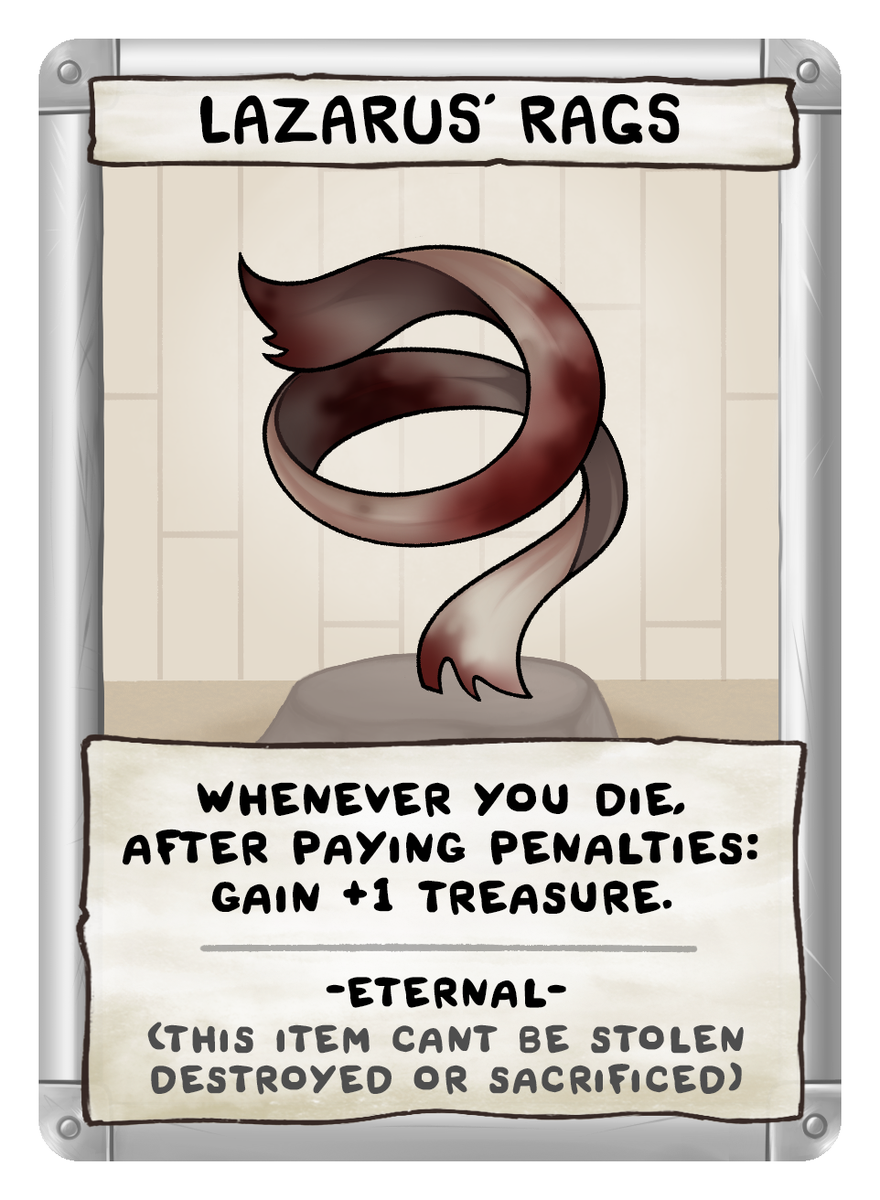 LAZARUS' RAGS
WHENEVER YOU DIE,
AFTER PAYING PENALTIES:
GAIN +1 TREASURE.
-ETERNAL-
(THIS ITEM CANT BE STOLEN
DESTROYED OR SACRIFICED)